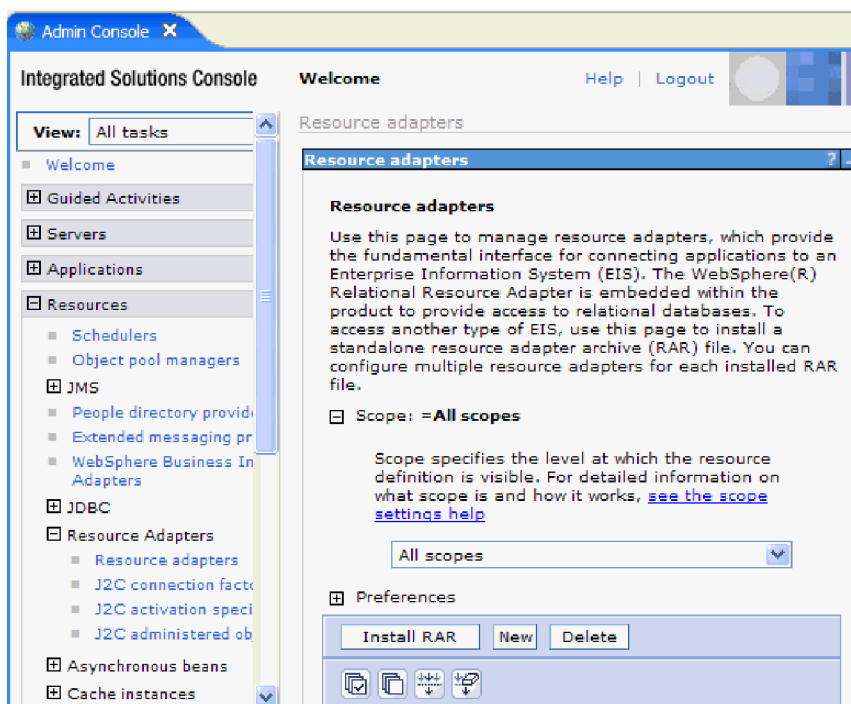 Admin Console
Integrated Solutions Console
Welcome
Help | Logout
View: All tasks
Welcome
Guided Activities
Servers
Applications
Resources
Schedulers
Object pool managers
JMS
People directory provid
Extended messaging pr
WebSphere Business In
Adapters
JDBC
Resource Adapters
Resource adapters
J2C connection facto
J2C activation speci
J2C administered ob
Asynchronous beans
Cache instances
Resource adapters
Resource adapters ?
Resource adapters
Use this page to manage resource adapters, which provide
the fundamental interface for connecting applications to an
Enterprise Information System (EIS). The WebSphere(R)
Relational Resource Adapter is embedded within the
product to provide access to relational databases. To
access another type of EIS, use this page to install a
standalone resource adapter archive (RAR) file. You can
configure multiple resource adapters for each installed RAR
file.
Scope: =All scopes
Scope specifies the level at which the resource
definition is visible. For detailed information on
what scope is and how it works, see the scope
settings help
All scopes
Preferences
Install RAR New Delete